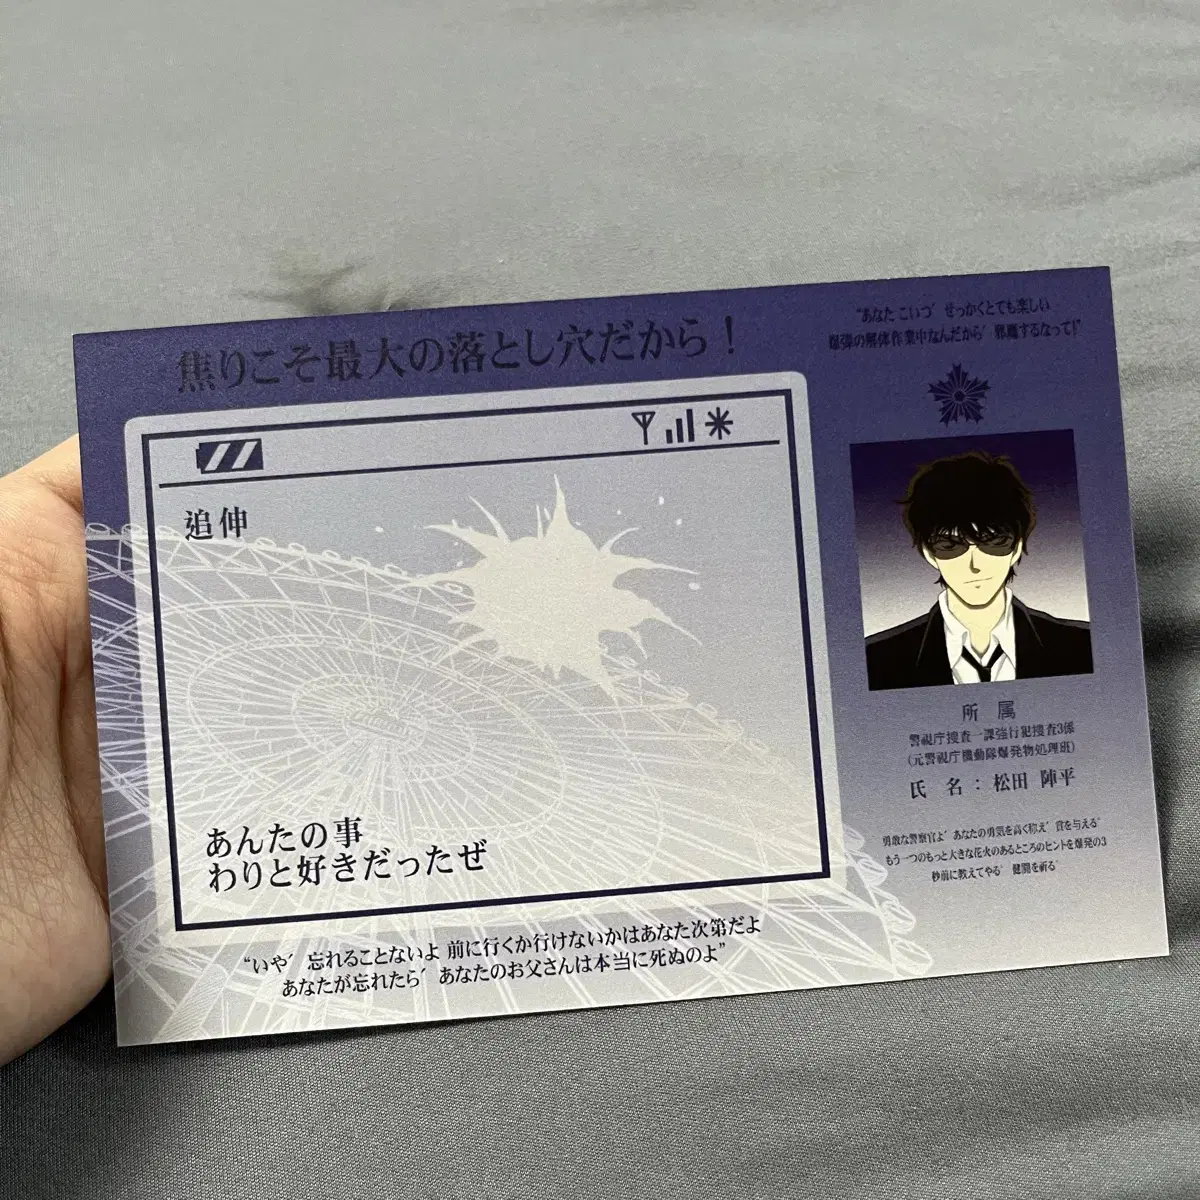 焦りこそ最大の落とし穴だから！
追伸
あんたの事
わりと好きだったぜ
“いや′忘れることないよ 前に行くか行けないかはあなた次第だよ
あなたが忘れたら′あなたのお父さんは本当に死ぬのよ”
“あなた こいつ′せっかくとても楽しい
爆弾の解体作業中なんだから′邪魔するなって!”
所属
警視庁捜査一課強行犯捜査3係
(元警視庁機動隊爆発物処理班)
氏名：松田 陣平
勇敢な警察官よ′あなたの勇気を高く称え′賞を与える゜
もう一つのもっと大きな花火のあるところのヒントを爆発の3
秒前に教えてやる゜健闘を祈る゜